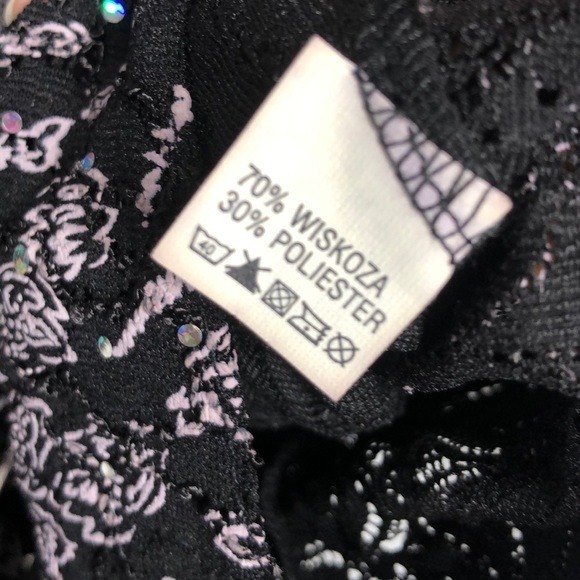 70% WISKOZA
30% POLIESTER
40